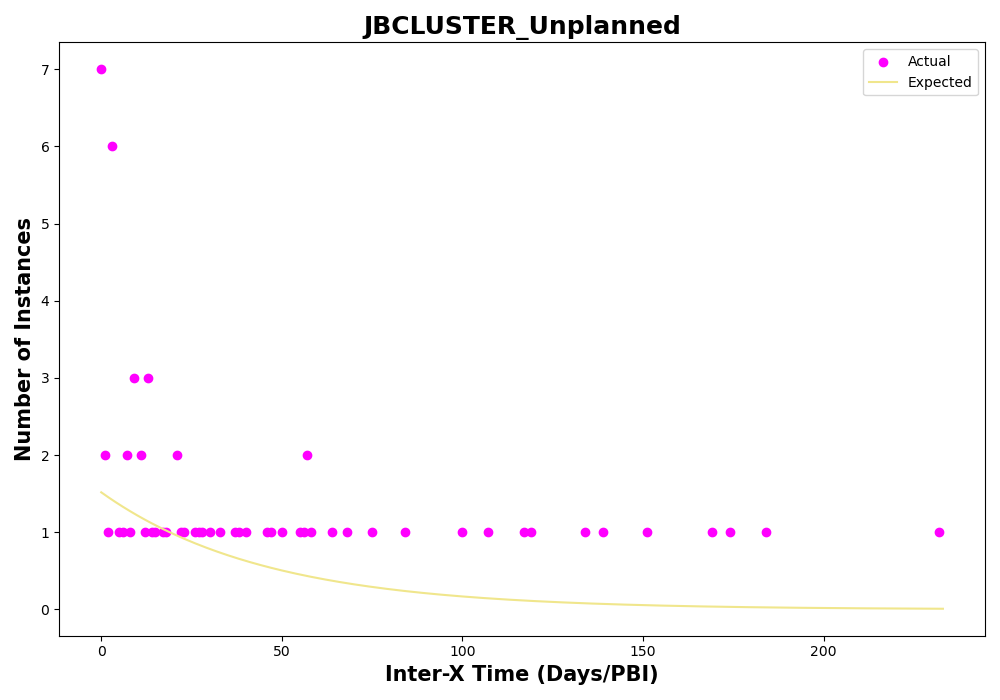 JBCLUSTER_Unplanned
Actual
Expected
Number of Instances
7
6
5
4
3
2
1
0
0
50
100
150
200
Inter-X Time (Days/PBI)